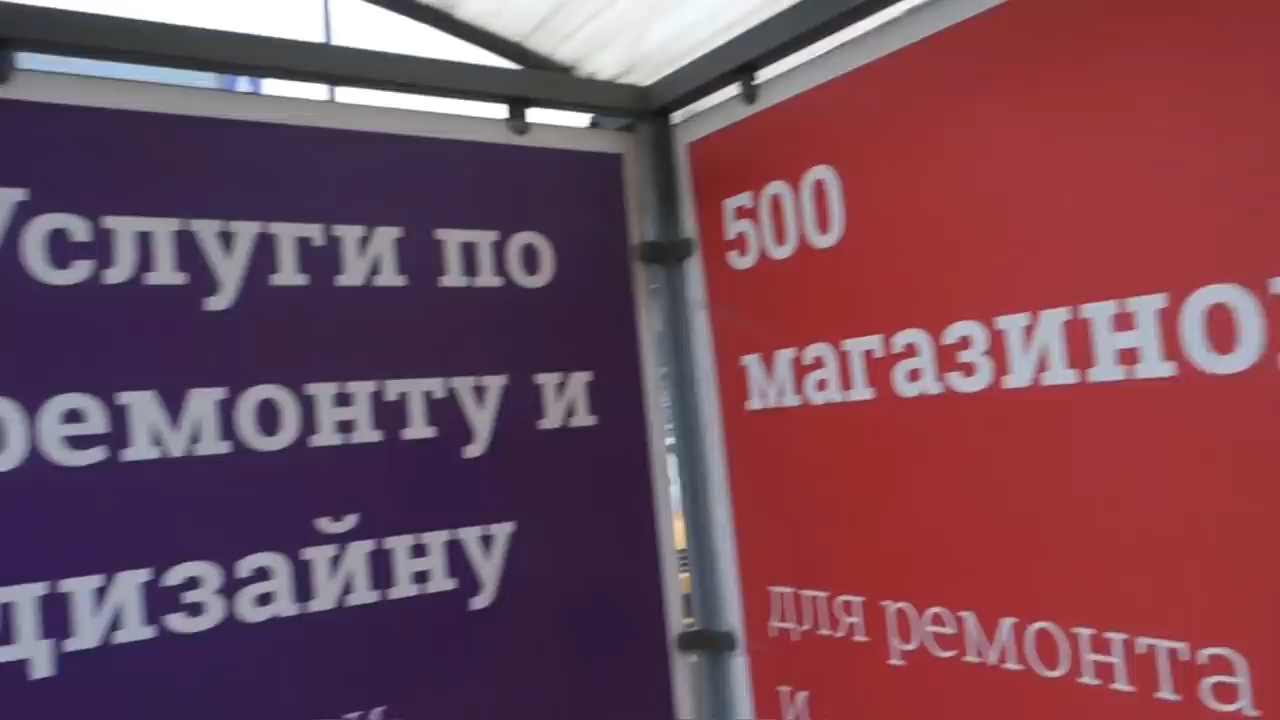 Услуги по
ремонту и
дизайну
500
магазинов
для ремонта
и